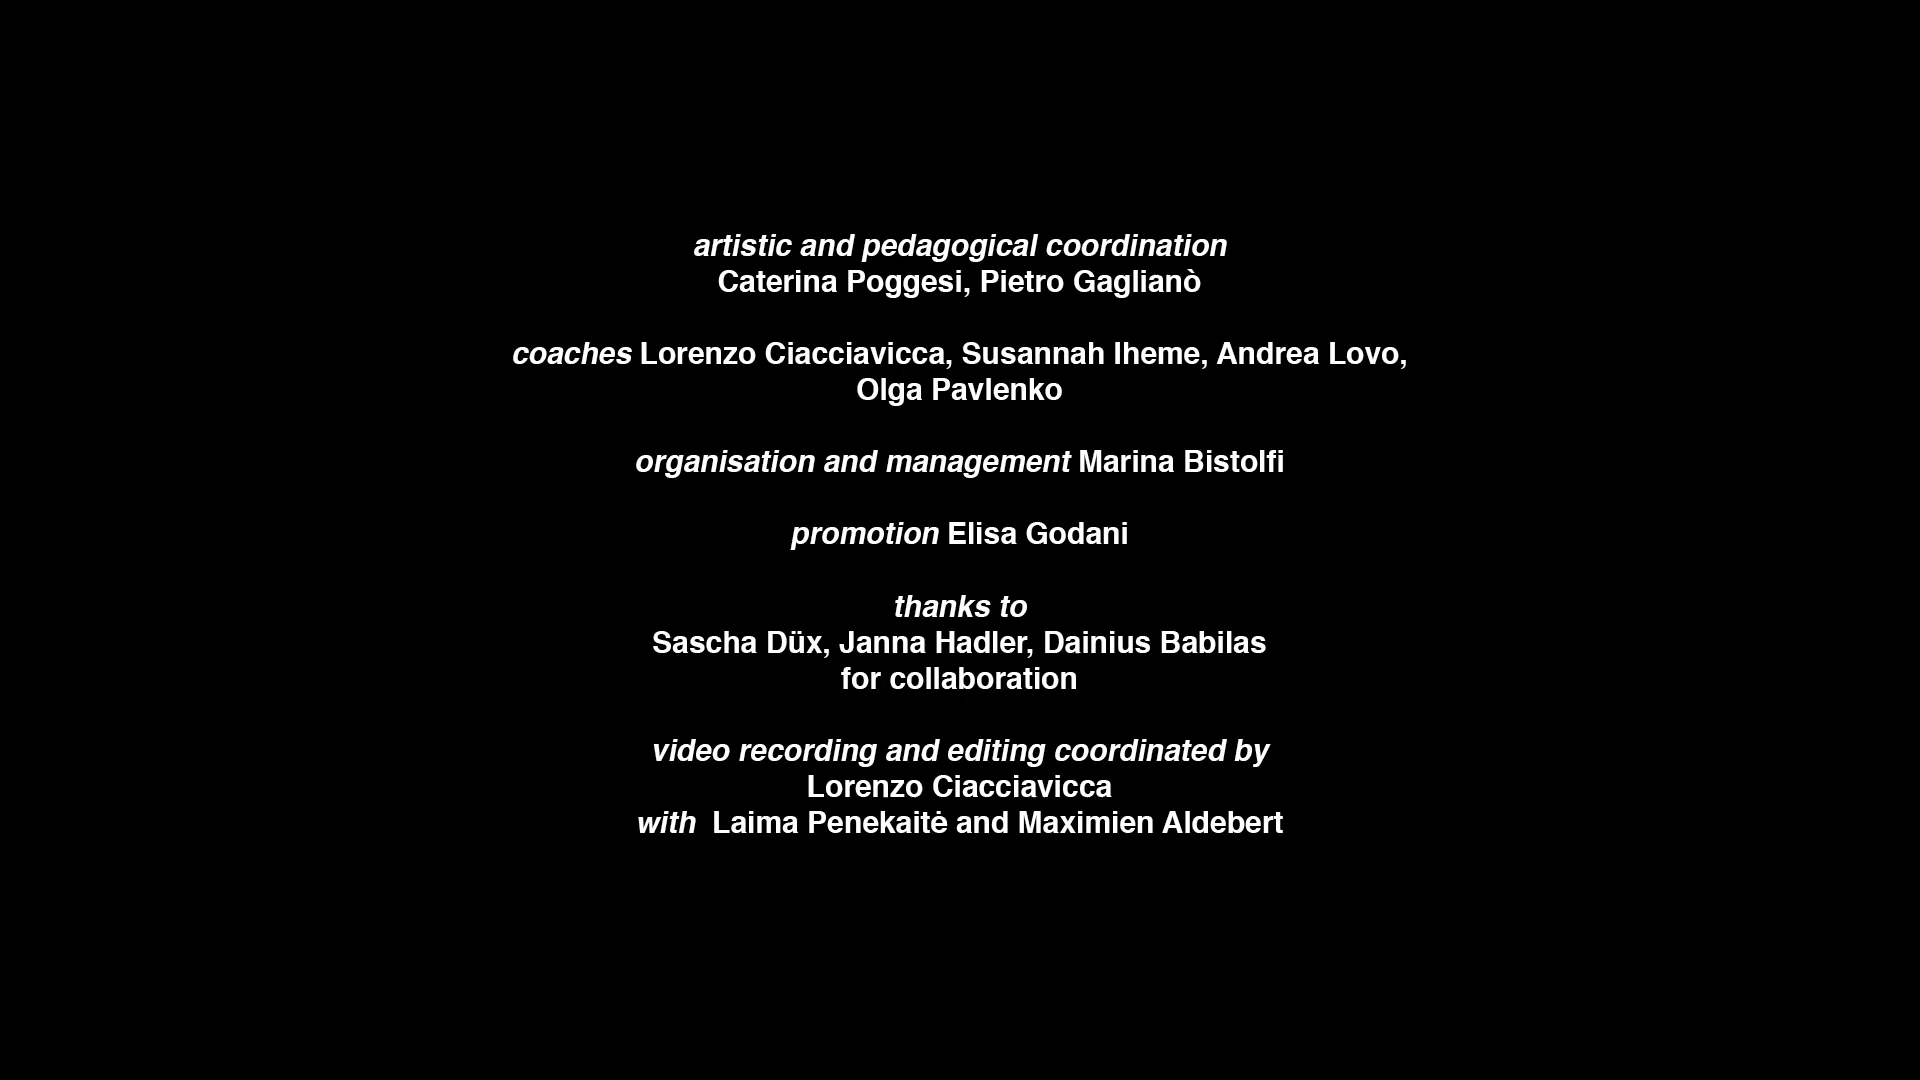 artistic and pedagogical coordination
Caterina Poggesi, Pietro Gaglianò
coaches Lorenzo Ciacciavicca, Susannah Iheme, Andrea Lovo,
Olga Pavlenko
organisation and management Marina Bistolfi
promotion Elisa Godani
thanks to
Sascha Düx, Janna Hadler, Dainius Babilas
for collaboration
video recording and editing coordinated by
Lorenzo Ciacciavicca
with Laima Penekaitė and Maximien Aldebert